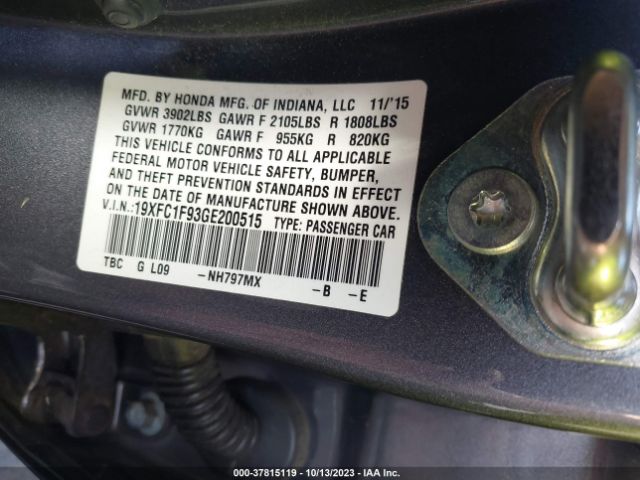 MFD. BY HONDA MFG. OF INDIANA, LLC 11/'15
GVWR 3902LBS GAWR F 2105LBS R 1808LBS
GVWR 1770KG GAWR F 955KG R 820KG
THIS VEHICLE CONFORMS TO ALL APPLICABLE
FEDERAL MOTOR VEHICLE SAFETY, BUMPER,
AND THEFT PREVENTION STANDARDS IN EFFECT
ON THE DATE OF MANUFACTURE SHOWN ABOVE.
V.I.N.: 19XFC1F93GE200515 TYPE: PASSENGER CAR
TBC G L09 -NH797MX -B -E
000-37815119 | 10/13/2023 | IAA Inc.